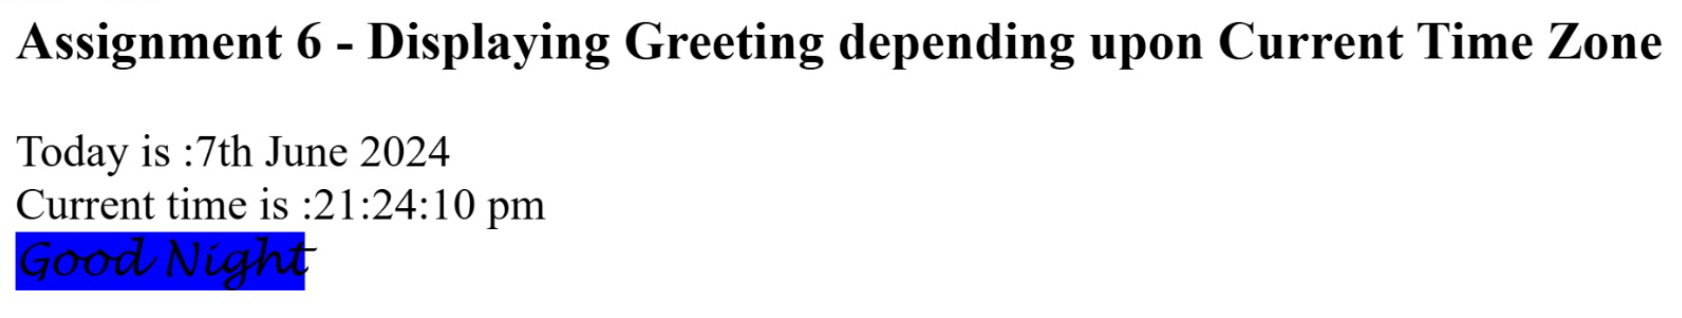 Assignment 6 - Displaying Greeting depending upon Current Time Zone
Today is :7th June 2024
Current time is :21:24:10 pm
Good Night